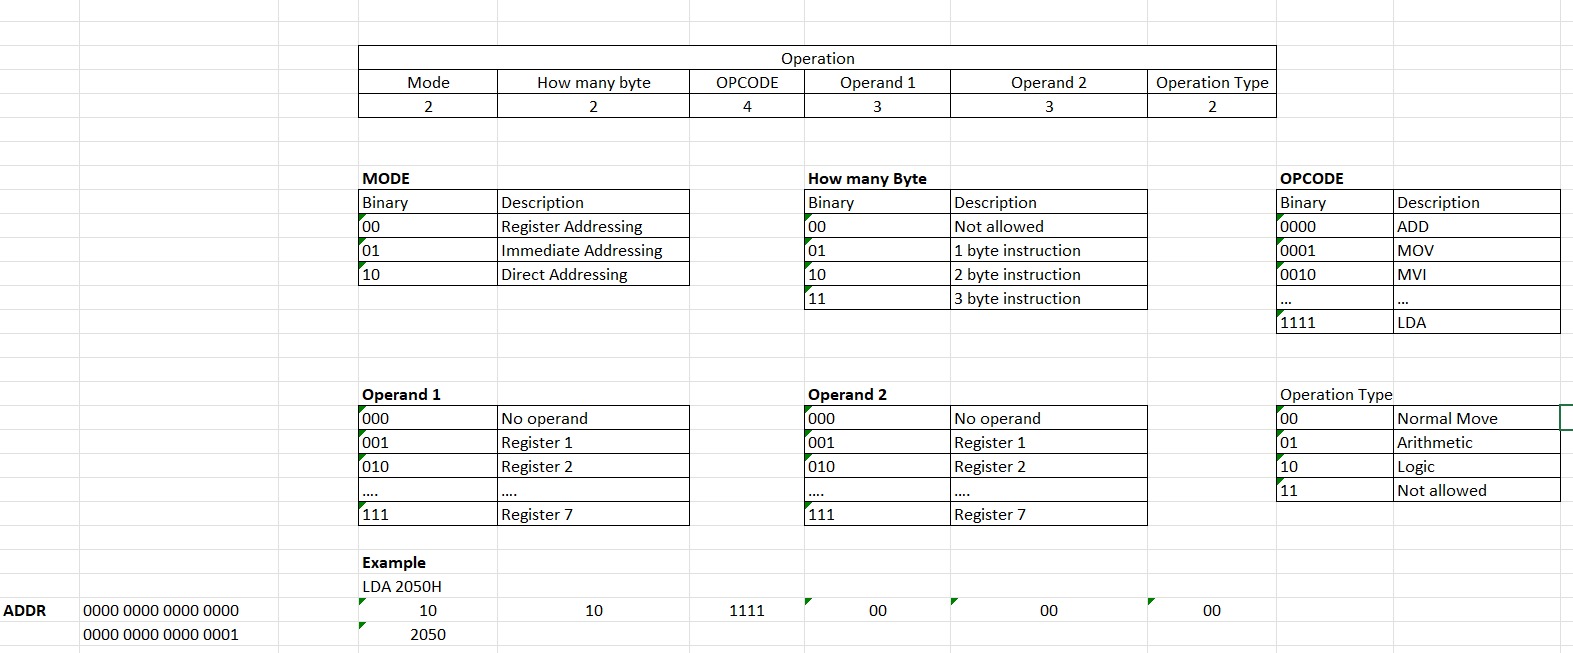 Operation
Mode How many byte OPCODE Operand 1 Operand 2 Operation Type
2 2 4 3 3 2
MODE
Binary Description
00 Register Addressing
01 Immediate Addressing
10 Direct Addressing
How many Byte
Binary Description
00 Not allowed
01 1 byte instruction
10 2 byte instruction
11 3 byte instruction
OPCODE
Binary Description
0000 ADD
0001 MOV
0010 MVI
... ...
1111 LDA
Operand 1
000 No operand
001 Register 1
010 Register 2
.... ....
111 Register 7
Operand 2
000 No operand
001 Register 1
010 Register 2
.... ....
111 Register 7
Operation Type
00 Normal Move
01 Arithmetic
10 Logic
11 Not allowed
Example
LDA 2050H
ADDR 0000 0000 0000 0000 10 10 1111 00 00 00
0000 0000 0000 0001 2050